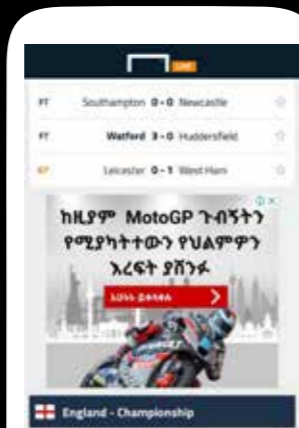 LIVE
FT Southampton 0 - 0 Newcastle
FT Watford 3 - 0 Huddersfield
67' Leicester 0 - 1 West Ham
ከዚያም MotoGP ጉብኝትን
የሚያካትተውን የህልምዎን
እረፍት ያሸንፉ
England - Championship